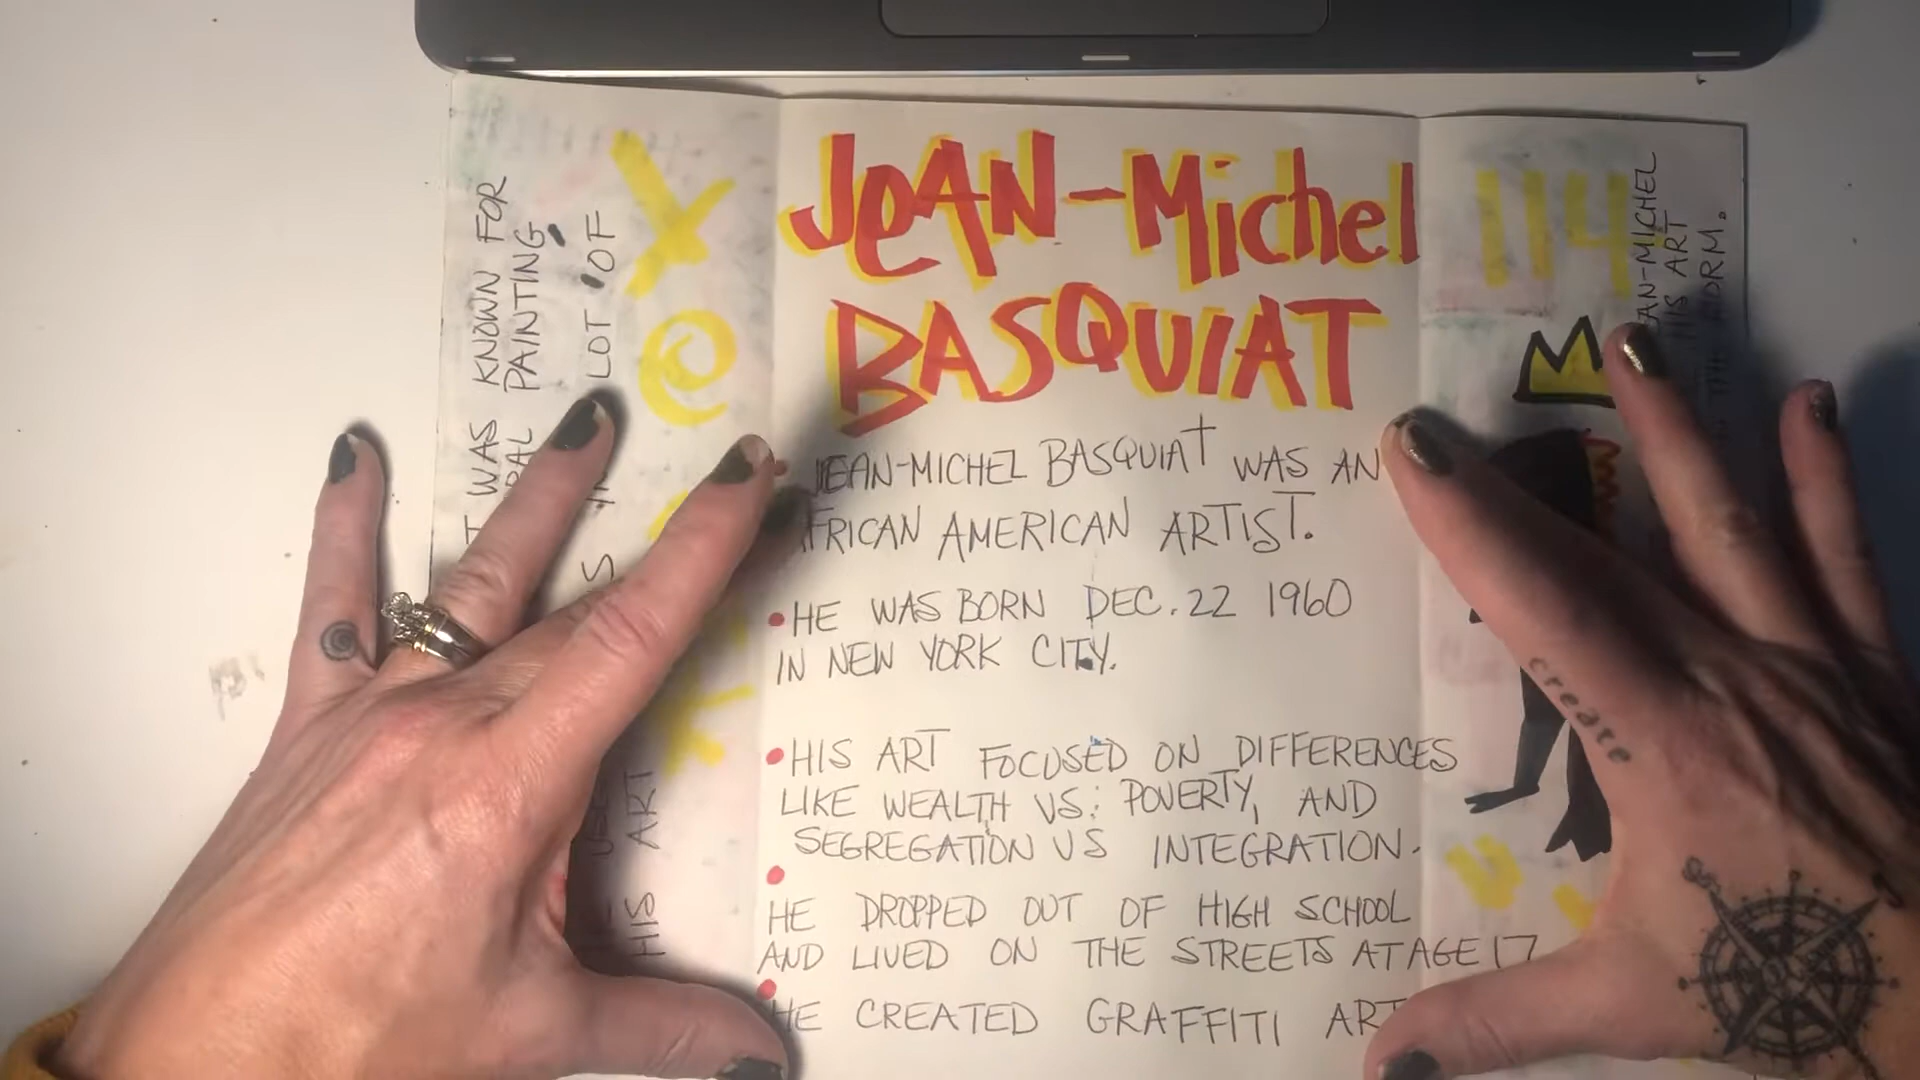 JEAN-MICHEL
BASQUIAT
JEAN-MICHEL BASQUIAT WAS AN
AFRICAN AMERICAN ARTIST.
• HE WAS BORN DEC. 22 1960
IN NEW YORK CITY.
• HIS ART FOCUSED ON DIFFERENCES
LIKE WEALTH VS: POVERTY, AND
SEGREGATION VS INTEGRATION.
•
HE DROPPED OUT OF HIGH SCHOOL
AND LIVED ON THE STREETS AT AGE 17
•
HE CREATED GRAFFITI ART
WAS KNOWN FOR
PAINTING,
LOT OF
HIS ART
114
HIS ART
NORM.
create